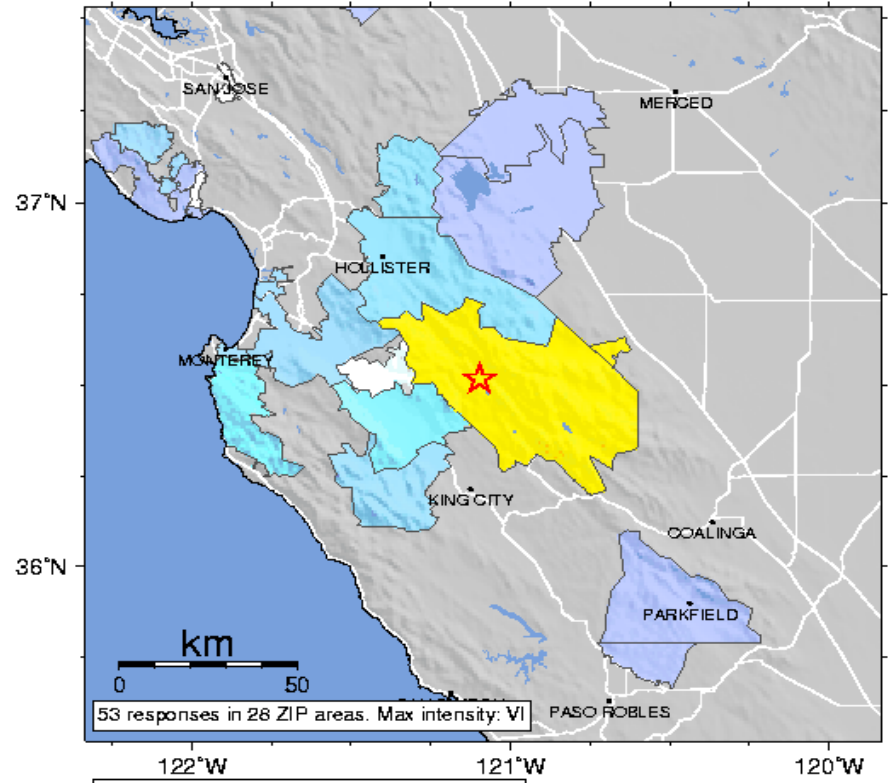 SAN JOSE
MERCED
37˚N
HOLLISTER
MONTEREY
KING CITY
COALINGA
36˚N
PARKFIELD
km
0 50
53 responses in 28 ZIP areas. Max intensity: VI
PASO ROBLES
122˚W 121˚W 120˚W